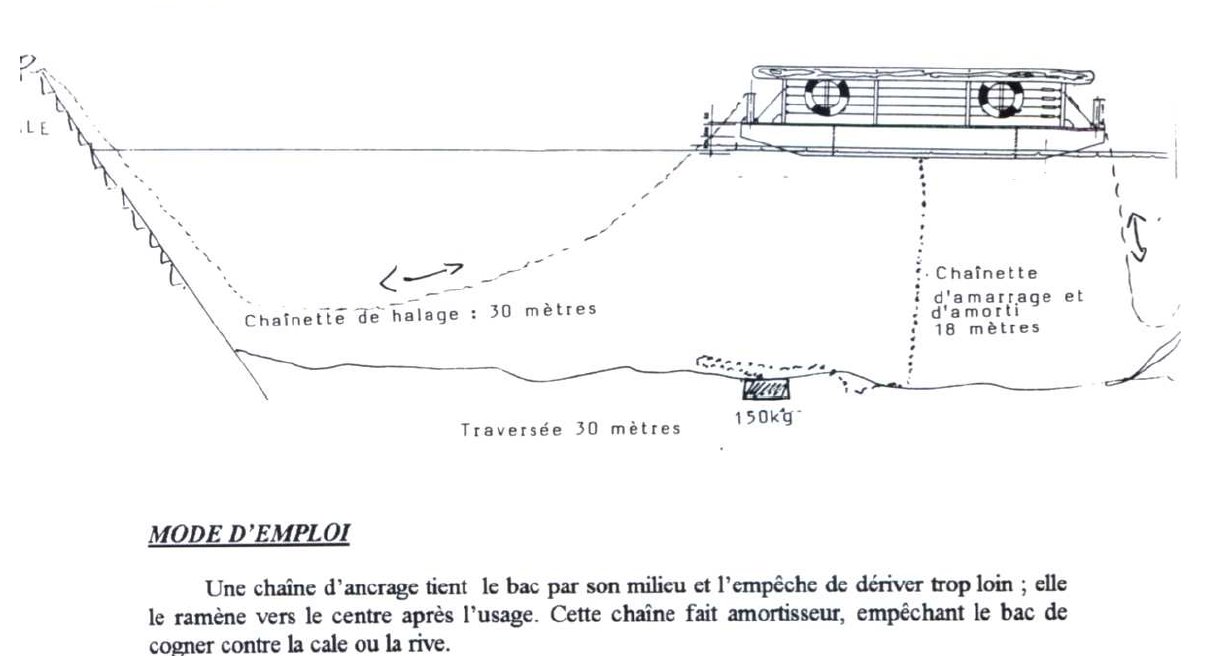 LE
Chaînette de halage : 30 mètres
Chaînette
d'amarrage et
d'amorti
18 mètres
150kg
Traversée 30 mètres
MODE D'EMPLOI
Une chaîne d'ancrage tient le bac par son milieu et l'empêche de dériver trop loin ; elle
le ramène vers le centre après l'usage. Cette chaîne fait amortisseur, empêchant le bac de
cogner contre la cale ou la rive.